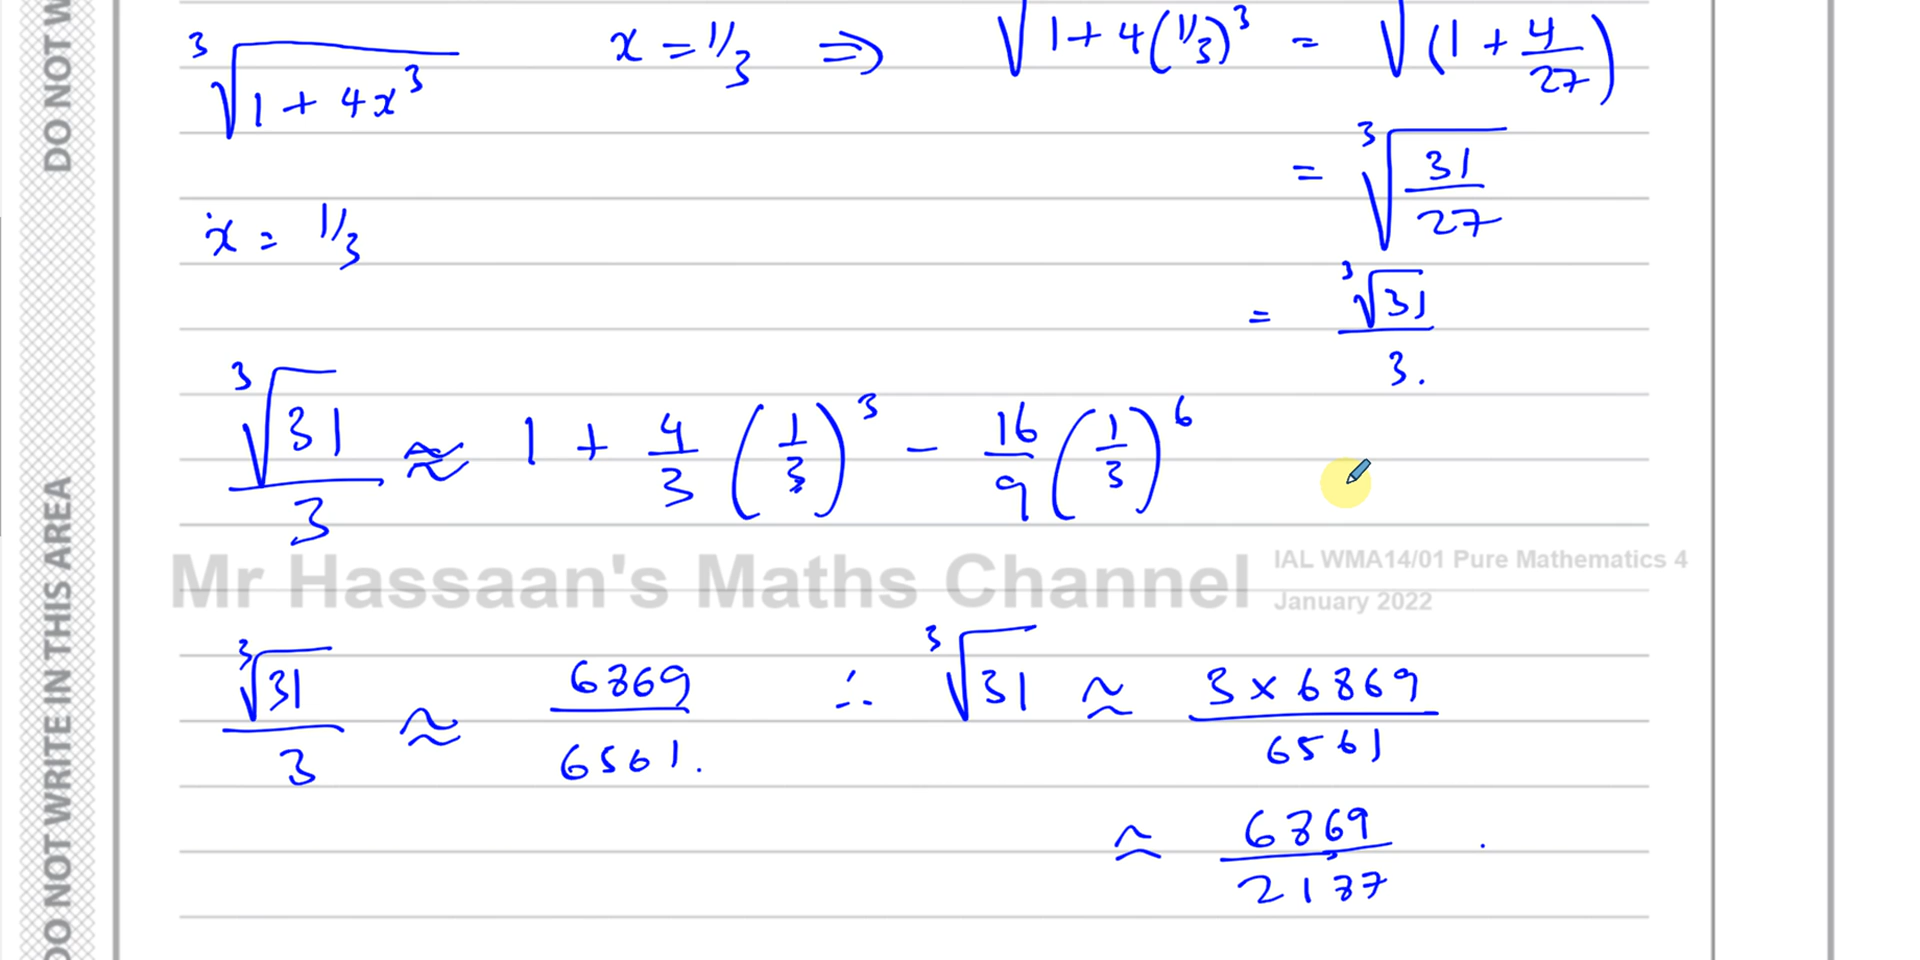 DO NOT W
DO NOT WRITE IN THIS AREA
∛(1 + 4x³) x = 1/3 ⇒ √(1 + 4(1/3)³) = √(1 + 4/27)
= ∛(31/27)
x = 1/3
= ∛31/3.
∛31/3 ≈ 1 + 4/3 (1/3)³ − 16/9 (1/3)⁶
Mr Hassaan's Maths Channel
IAL WMA14/01 Pure Mathematics 4
January 2022
∛31/3 ≈ 6869/6561. ∴ ∛31 ≈ 3 × 6869/6561
≈ 6869/2187